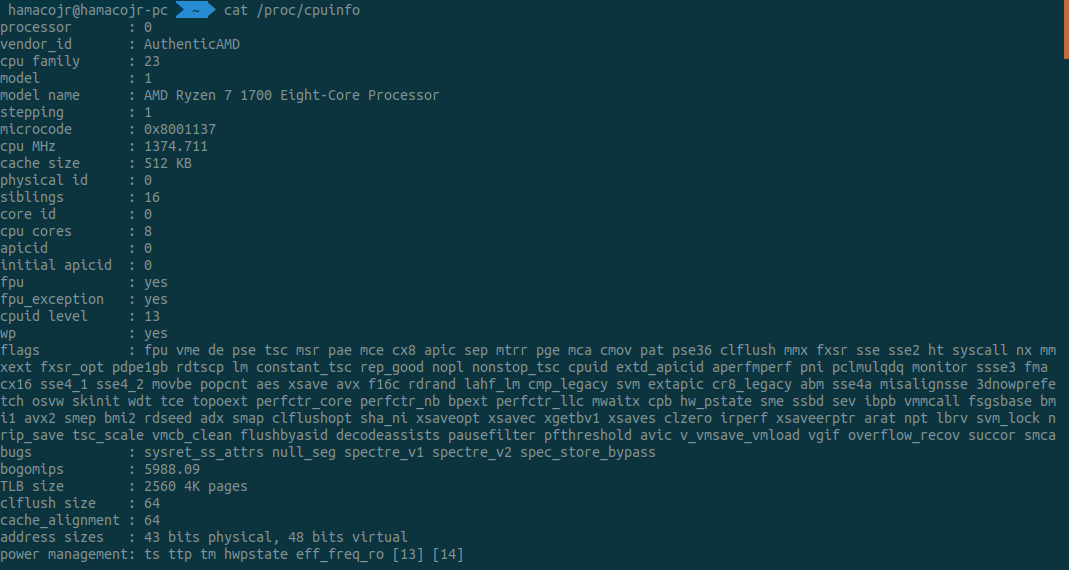 hamacojr@hamacojr-pc ~ cat /proc/cpuinfo
processor : 0
vendor_id : AuthenticAMD
cpu family : 23
model : 1
model name : AMD Ryzen 7 1700 Eight-Core Processor
stepping : 1
microcode : 0x8001137
cpu MHz : 1374.711
cache size : 512 KB
physical id : 0
siblings : 16
core id : 0
cpu cores : 8
apicid : 0
initial apicid : 0
fpu : yes
fpu_exception : yes
cpuid level : 13
wp : yes
flags : fpu vme de pse tsc msr pae mce cx8 apic sep mtrr pge mca cmov pat pse36 clflush mmx fxsr sse sse2 ht syscall nx mm
xext fxsr_opt pdpe1gb rdtscp lm constant_tsc rep_good nopl nonstop_tsc cpuid extd_apicid aperfmperf pni pclmulqdq monitor ssse3 fma
cx16 sse4_1 sse4_2 movbe popcnt aes xsave avx f16c rdrand lahf_lm cmp_legacy svm extapic cr8_legacy abm sse4a misalignsse 3dnowprefe
tch osvw skinit wdt tce topoext perfctr_core perfctr_nb bpext perfctr_llc mwaitx cpb hw_pstate sme ssbd sev ibpb vmmcall fsgsbase bm
i1 avx2 smep bmi2 rdseed adx smap clflushopt sha_ni xsaveopt xsavec xgetbv1 xsaves clzero irperf xsaveerptr arat npt lbrv svm_lock n
rip_save tsc_scale vmcb_clean flushbyasid decodeassists pausefilter pfthreshold avic v_vmsave_vmload vgif overflow_recov succor smca
bugs : sysret_ss_attrs null_seg spectre_v1 spectre_v2 spec_store_bypass
bogomips : 5988.09
TLB size : 2560 4K pages
clflush size : 64
cache_alignment : 64
address sizes : 43 bits physical, 48 bits virtual
power management: ts ttp tm hwpstate eff_freq_ro [13] [14]